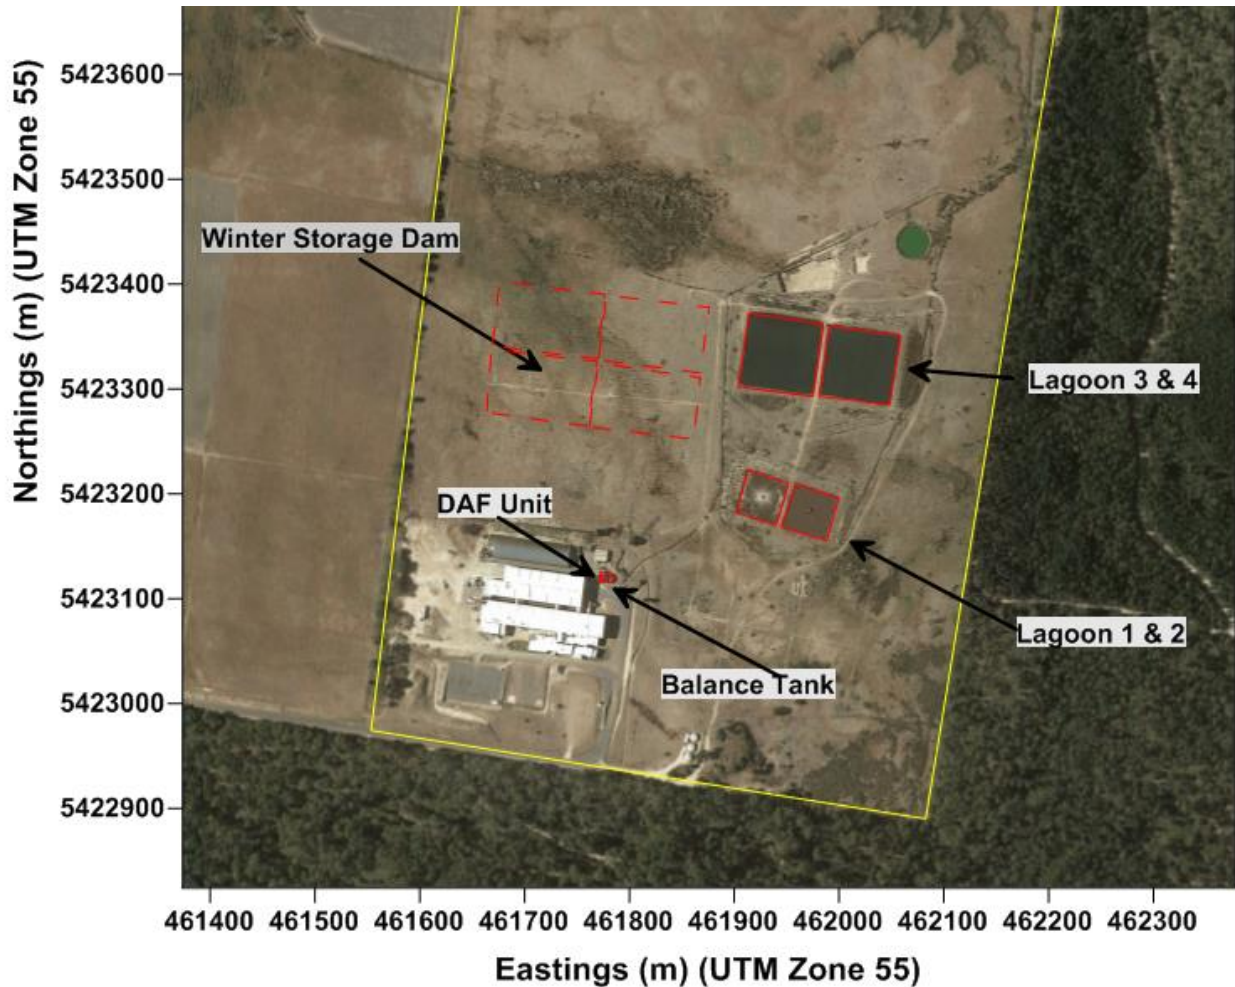 Northings (m) (UTM Zone 55)
5423600
5423500
5423400
5423300
5423200
5423100
5423000
5422900
Winter Storage Dam
Lagoon 3 & 4
DAF Unit
Lagoon 1 & 2
Balance Tank
461400 461500 461600 461700 461800 461900 462000 462100 462200 462300
Eastings (m) (UTM Zone 55)